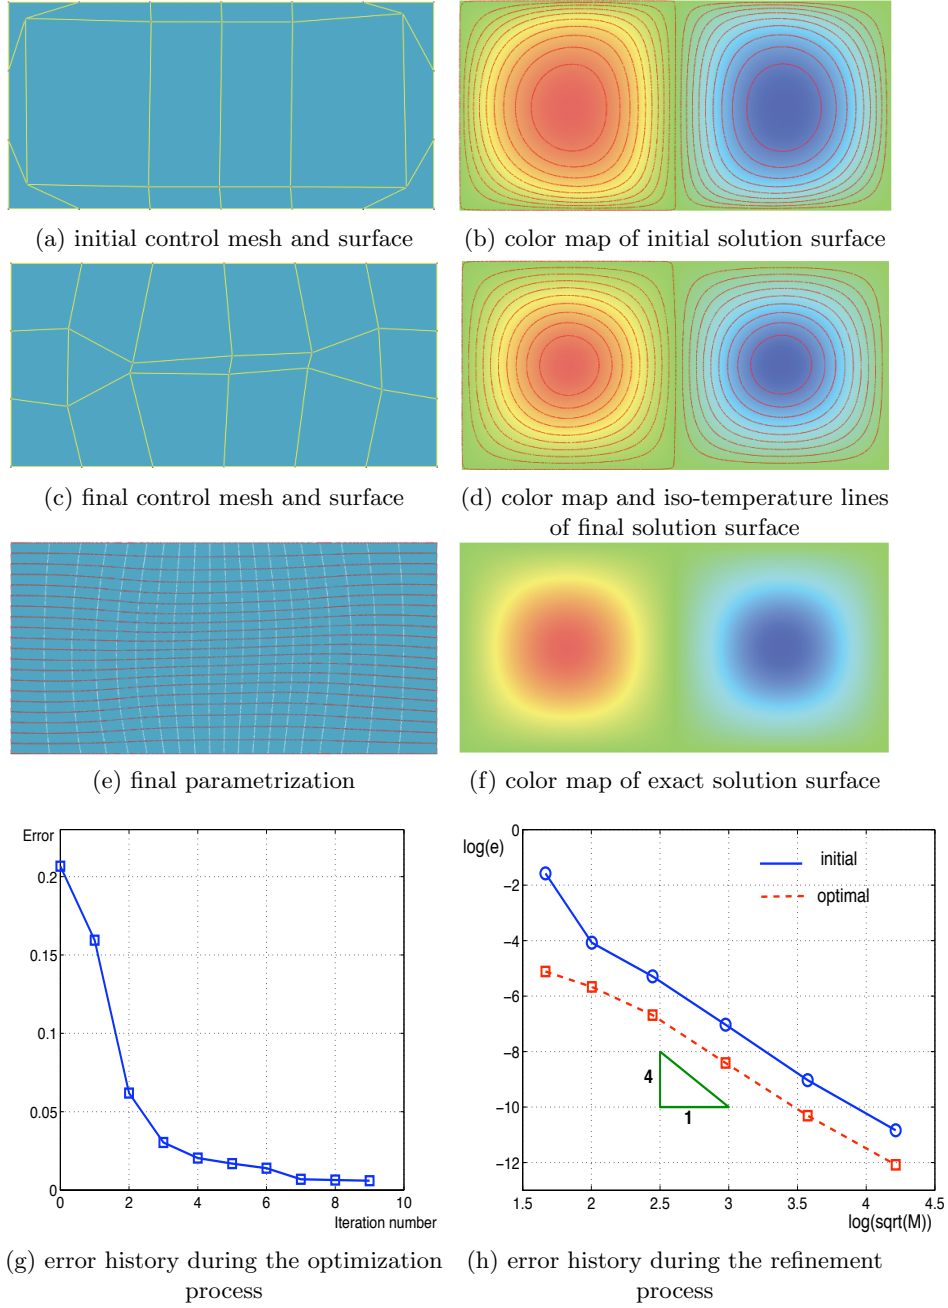 (a) initial control mesh and surface
(b) color map of initial solution surface
(c) final control mesh and surface
(d) color map and iso-temperature lines
of final solution surface
(e) final parametrization
(f) color map of exact solution surface
Error
0.2
0.15
0.1
0.05
0
0 2 4 6 8 10
Iteration number
(g) error history during the optimization
process
log(e)
0
−2
−4
−6
−8
−10
−12
initial
optimal
4
1
1.5 2 2.5 3 3.5 4 4.5
log(sqrt(M))
(h) error history during the refinement
process